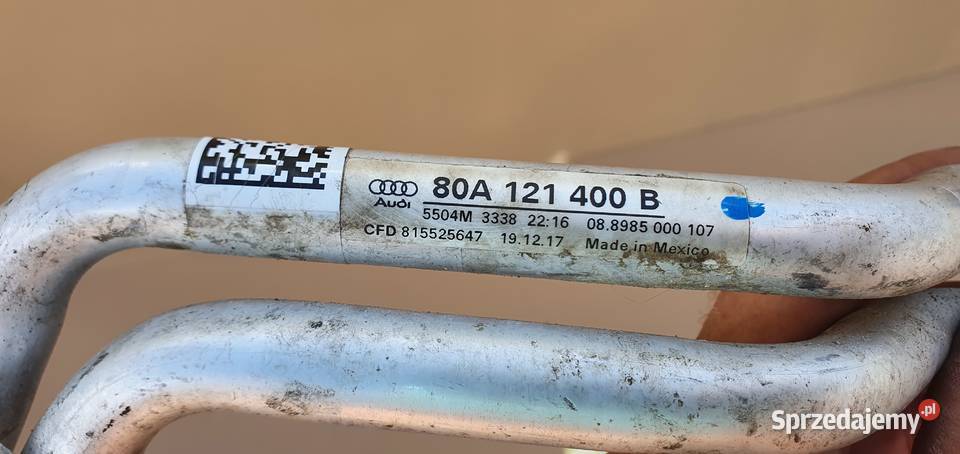 80A 121 400 B
Audi
5504M 3338 22:16 08.8985 000 107
CFD 815525647 19.12.17 Made in Mexico
Sprzedajemy.pl